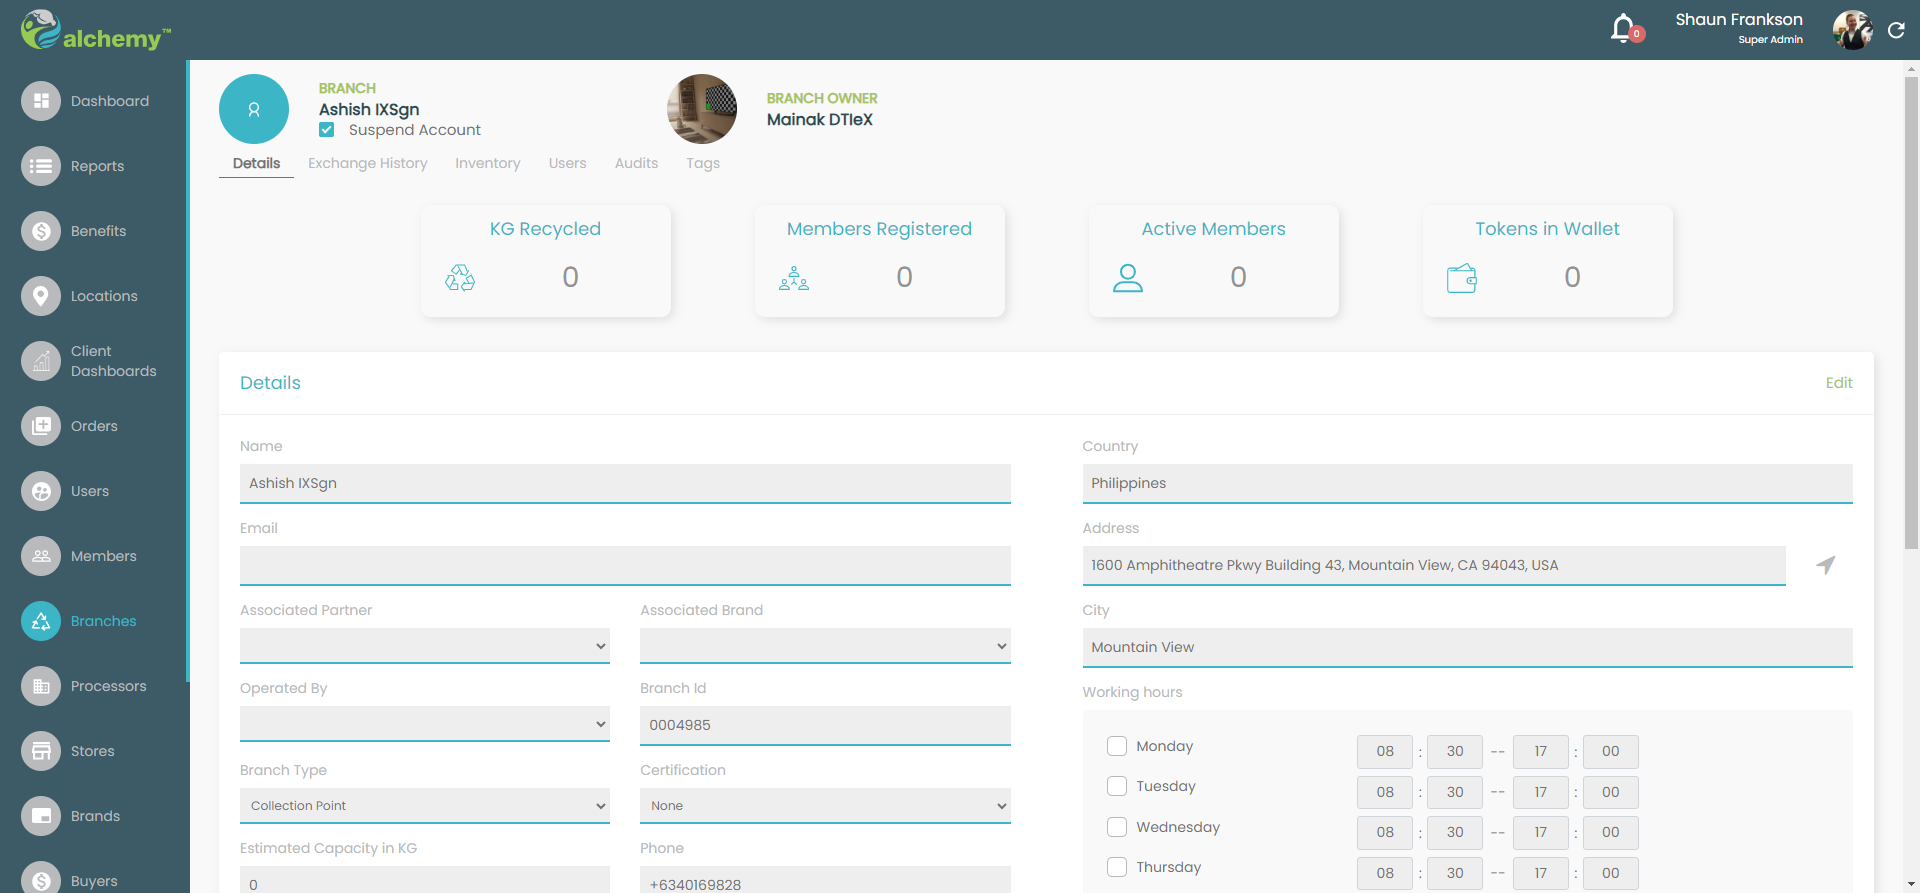 alchemy™
0
Shaun Frankson
Super Admin
Dashboard
Reports
Benefits
Locations
Client
Dashboards
Orders
Users
Members
Branches
Processors
Stores
Brands
Buyers
BRANCH
Ashish IXSgn
Suspend Account
BRANCH OWNER
Mainak DTIeX
Details Exchange History Inventory Users Audits Tags
KG Recycled
0
Members Registered
0
Active Members
0
Tokens in Wallet
0
Details
Edit
Name
Ashish IXSgn
Email
Associated Partner
Associated Brand
Operated By
Branch Id
0004985
Branch Type
Collection Point
Certification
None
Estimated Capacity in KG
0
Phone
+6340169828
Country
Philippines
Address
1600 Amphitheatre Pkwy Building 43, Mountain View, CA 94043, USA
City
Mountain View
Working hours
Monday 08 : 30 -- 17 : 00
Tuesday 08 : 30 -- 17 : 00
Wednesday 08 : 30 -- 17 : 00
Thursday 08 : 30 -- 17 : 00